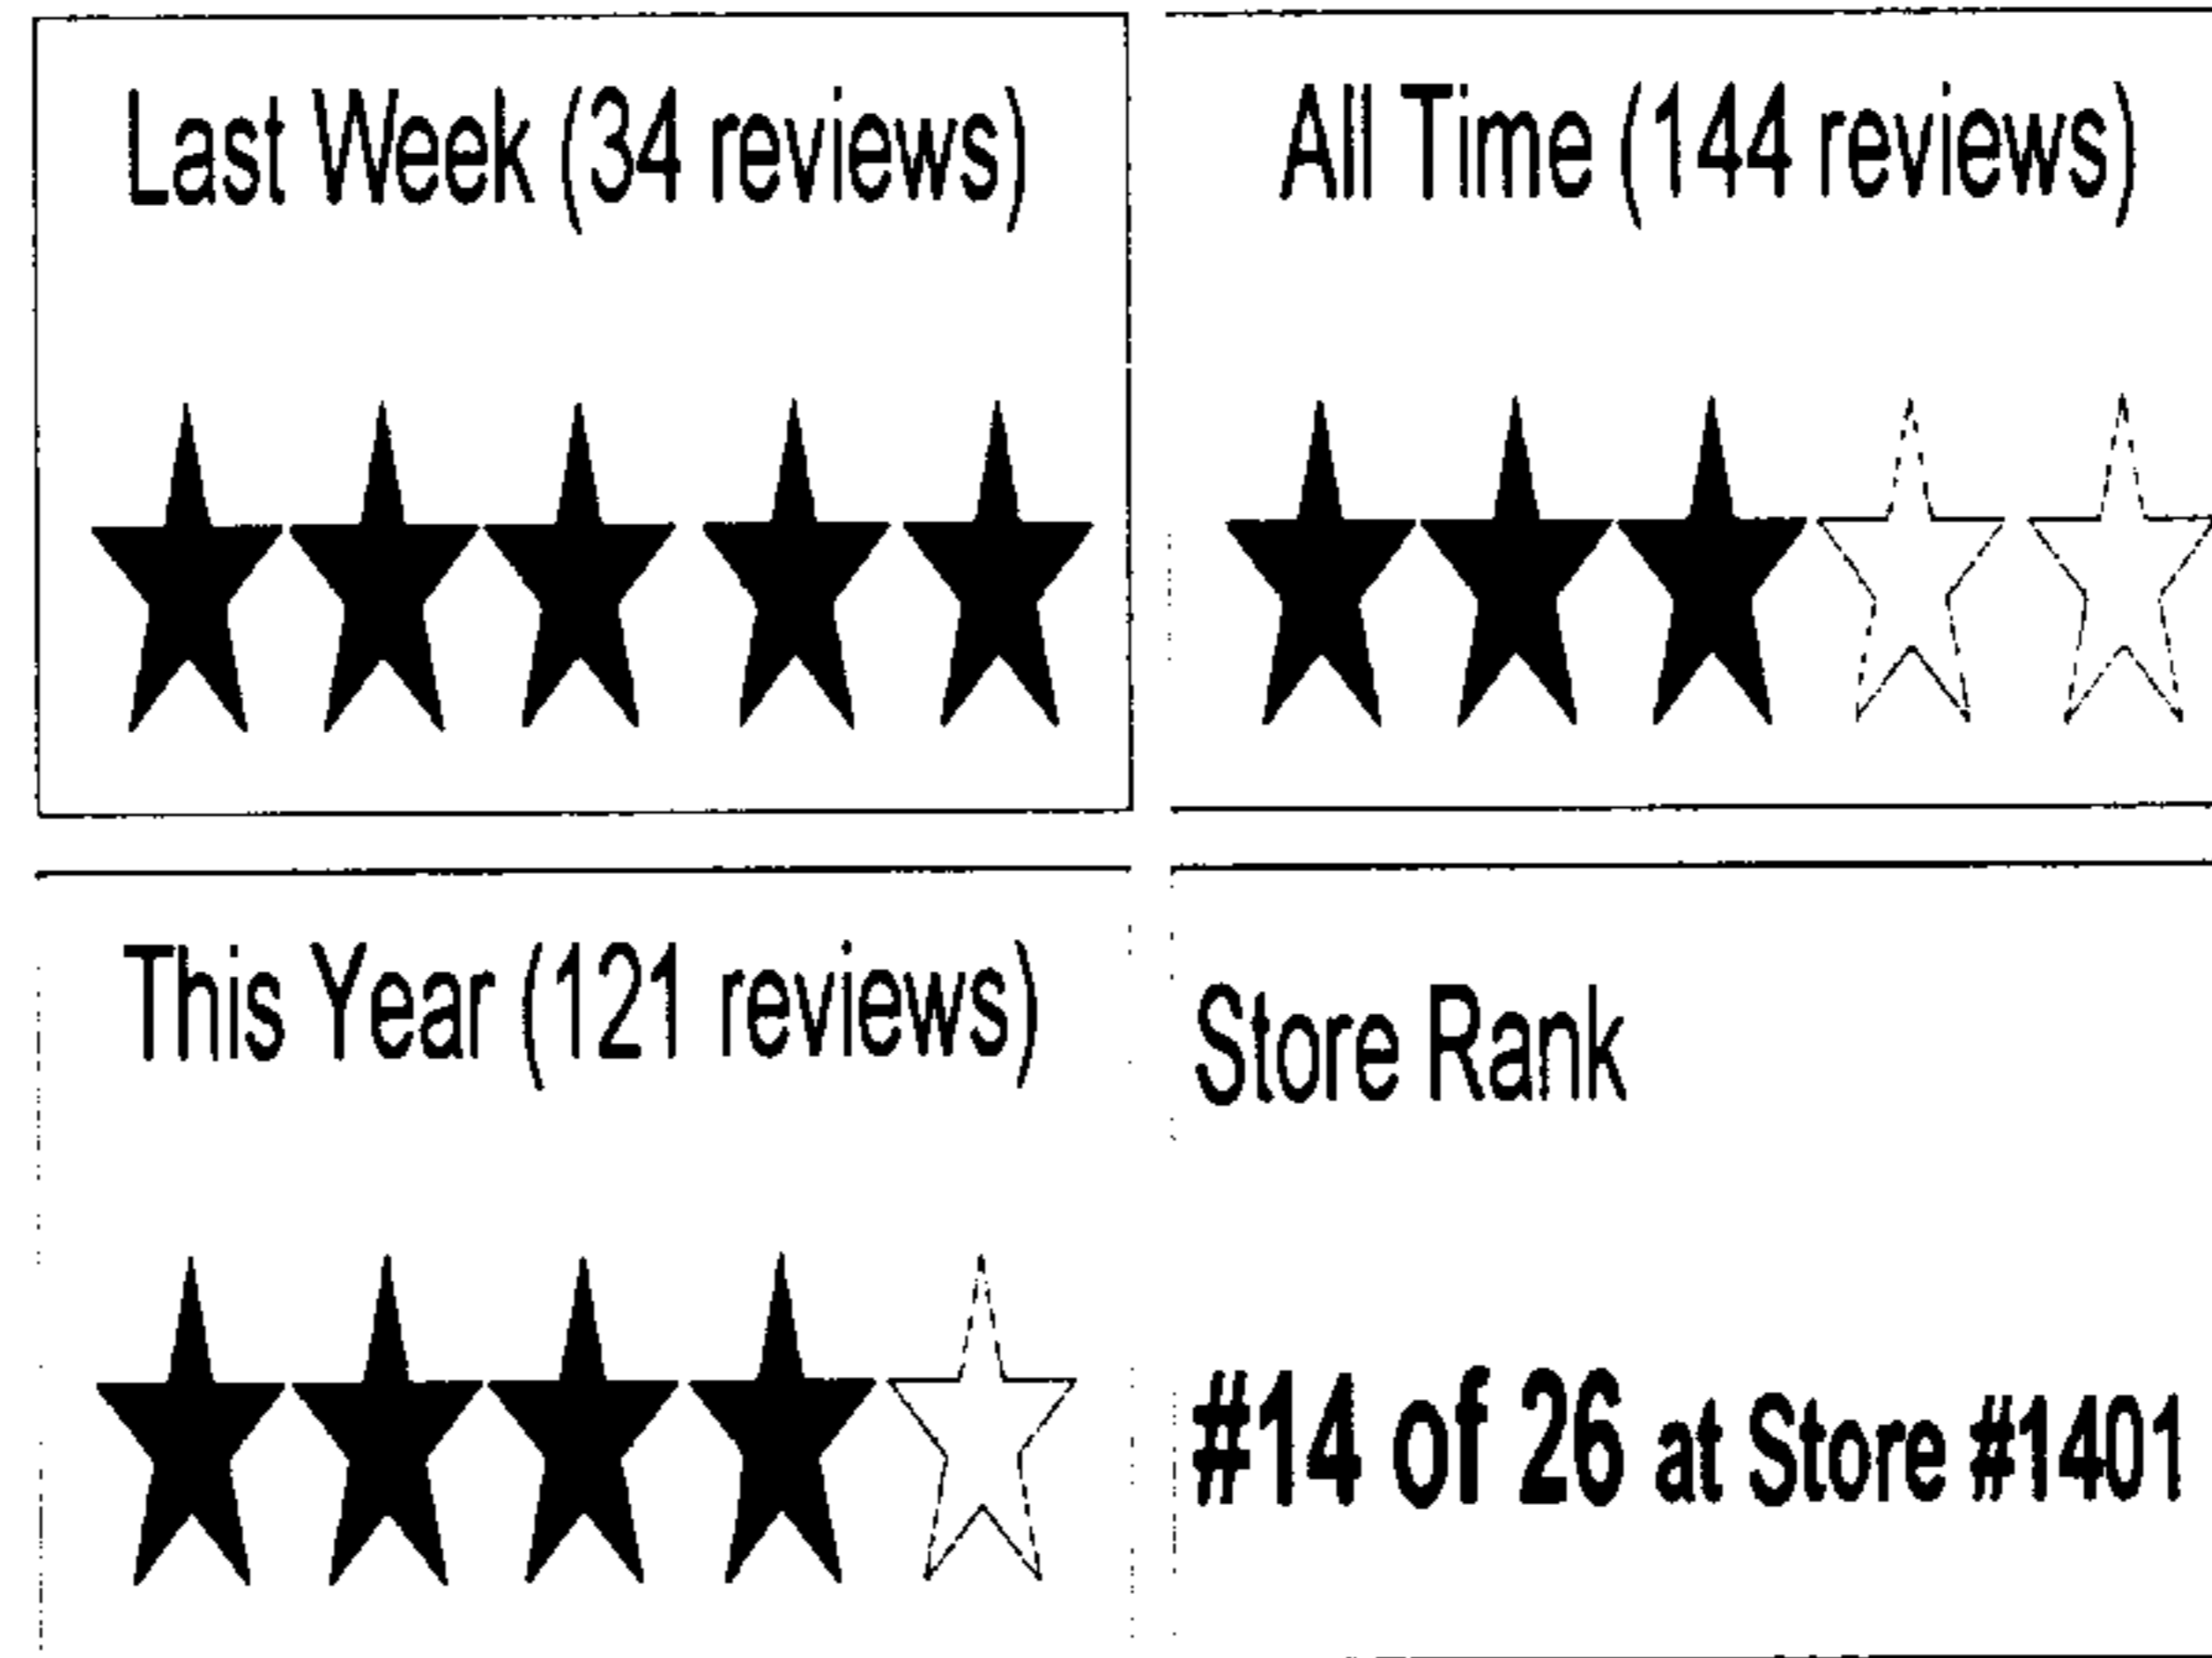 Last Week (34 reviews)
All Time (144 reviews)
This Year (121 reviews)
Store Rank
#14 of 26 at Store #1401